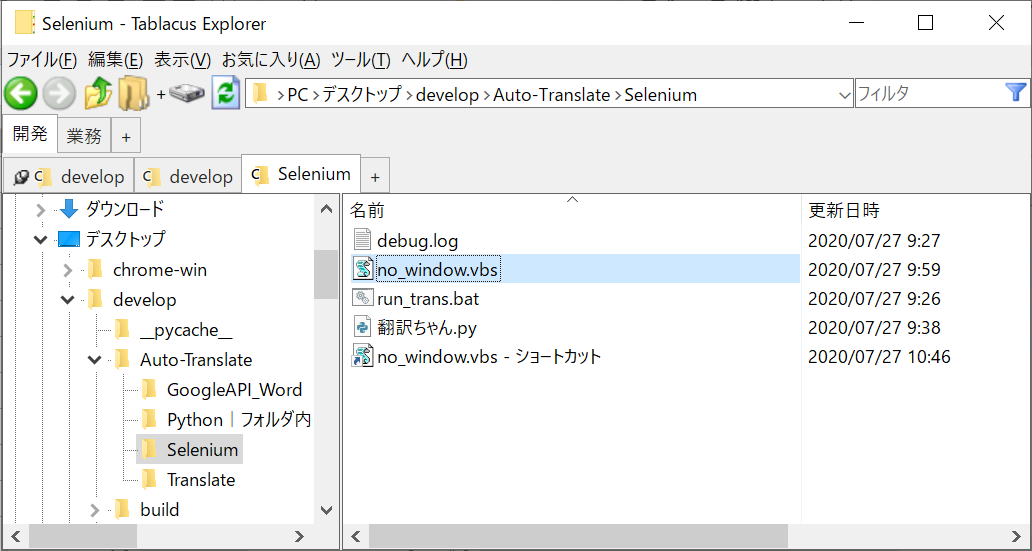 Selenium - Tablacus Explorer
ファイル(F) 編集(E) 表示(V) お気に入り(A) ツール(T) ヘルプ(H)
+ PC デスクトップ develop Auto-Translate Selenium フィルタ
開発 業務 +
develop develop Selenium +
ダウンロード
デスクトップ
chrome-win
develop
__pycache__
Auto-Translate
GoogleAPI_Word
Python | フォルダ内
Selenium
Translate
build
名前 更新日時
debug.log 2020/07/27 9:27
no_window.vbs 2020/07/27 9:59
run_trans.bat 2020/07/27 9:26
翻訳ちゃん.py 2020/07/27 9:38
no_window.vbs - ショートカット 2020/07/27 10:46